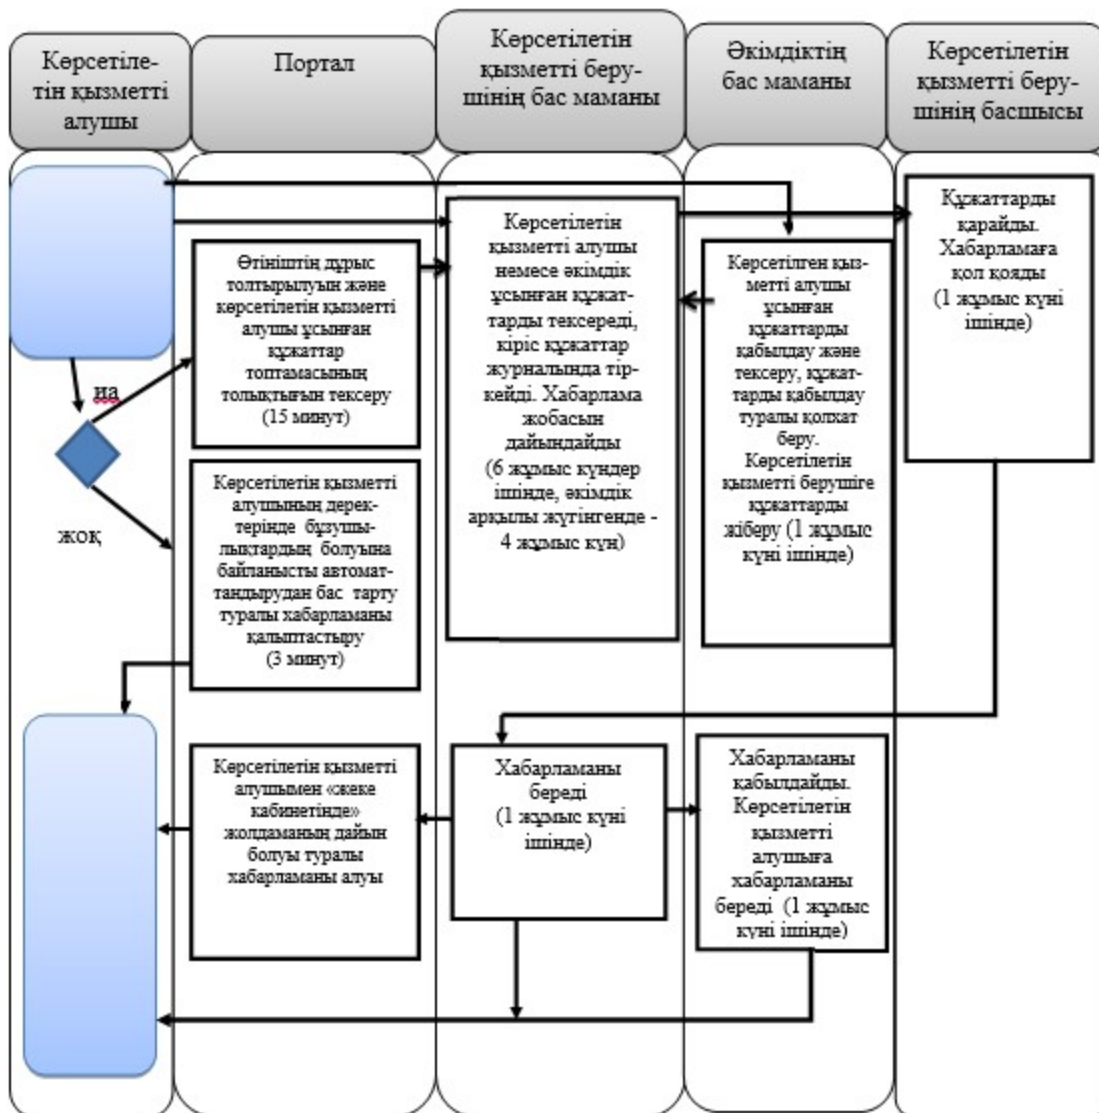 Көрсетіле-
тін қызметті
алушы
Портал
Көрсетілетін
қызметті беру-
шінің бас маманы
Әкімдіктің
бас маманы
Көрсетілетін
қызметті беру-
шінің басшысы
Өтініштің дұрыс
толтырылуын және
көрсетілетін қызметті
алушы ұсынған
құжаттар
топтамасының
толықтығын тексеру
(15 минут)
Көрсетілетін
қызметті алушы
немесе әкімдік
ұсынған құжат-
тарды тексереді,
кіріс құжаттар
журналында тір-
кейді. Хабарлама
жобасын
дайындайды
(6 жұмыс күндер
ішінде, әкімдік
арқылы жүгінгенде -
4 жұмыс күн)
Көрсетілген қыз-
метті алушы
ұсынған
құжаттарды
қабылдау және
тексеру, құжат-
тарды қабылдау
туралы қолхат
беру.
Көрсетілетін
қызметті берушіге
құжаттарды
жіберу (1 жұмыс
күні ішінде)
Құжаттарды
қарайды.
Хабарламаға
қол қояды
(1 жұмыс күні
ішінде)
иа
жоқ
Көрсетілетін қызметті
алушының дерек-
терінде бұзушы-
лықтардың болуына
байланысты автомат-
тандырудан бас тарту
туралы хабарламаны
қалыптастыру
(3 минут)
Көрсетілетін қызметті
алушымен «жеке
кабинетінде»
жолдаманың дайын
болуы туралы
хабарламаны алуы
Хабарламаны
береді
(1 жұмыс күні
ішінде)
Хабарламаны
қабылдайды.
Көрсетілетін
қызметті
алушыға
хабарламаны
береді (1 жұмыс
күні ішінде)